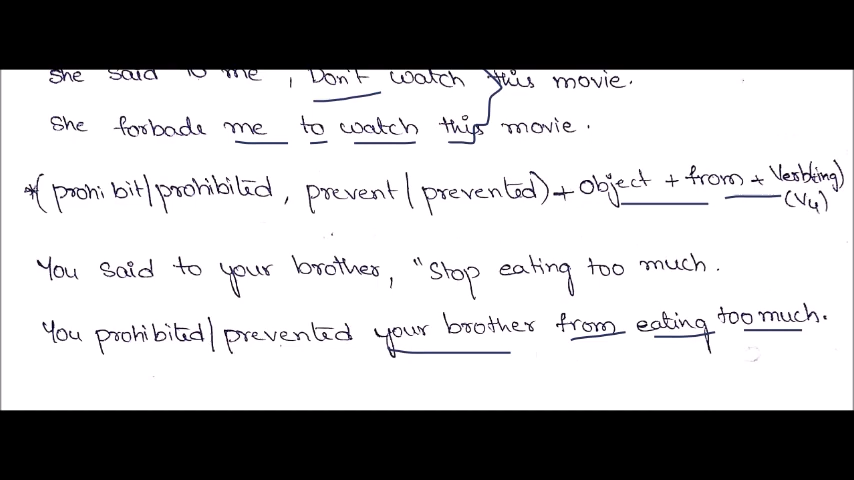 She said to me, Don't watch this movie.
She forbade me to watch this movie.
*(prohibit/prohibited, prevent/prevented) + object + from + Verb(ing)
(V4)
You said to your brother, "Stop eating too much.
You prohibited/prevented your brother from eating too much.